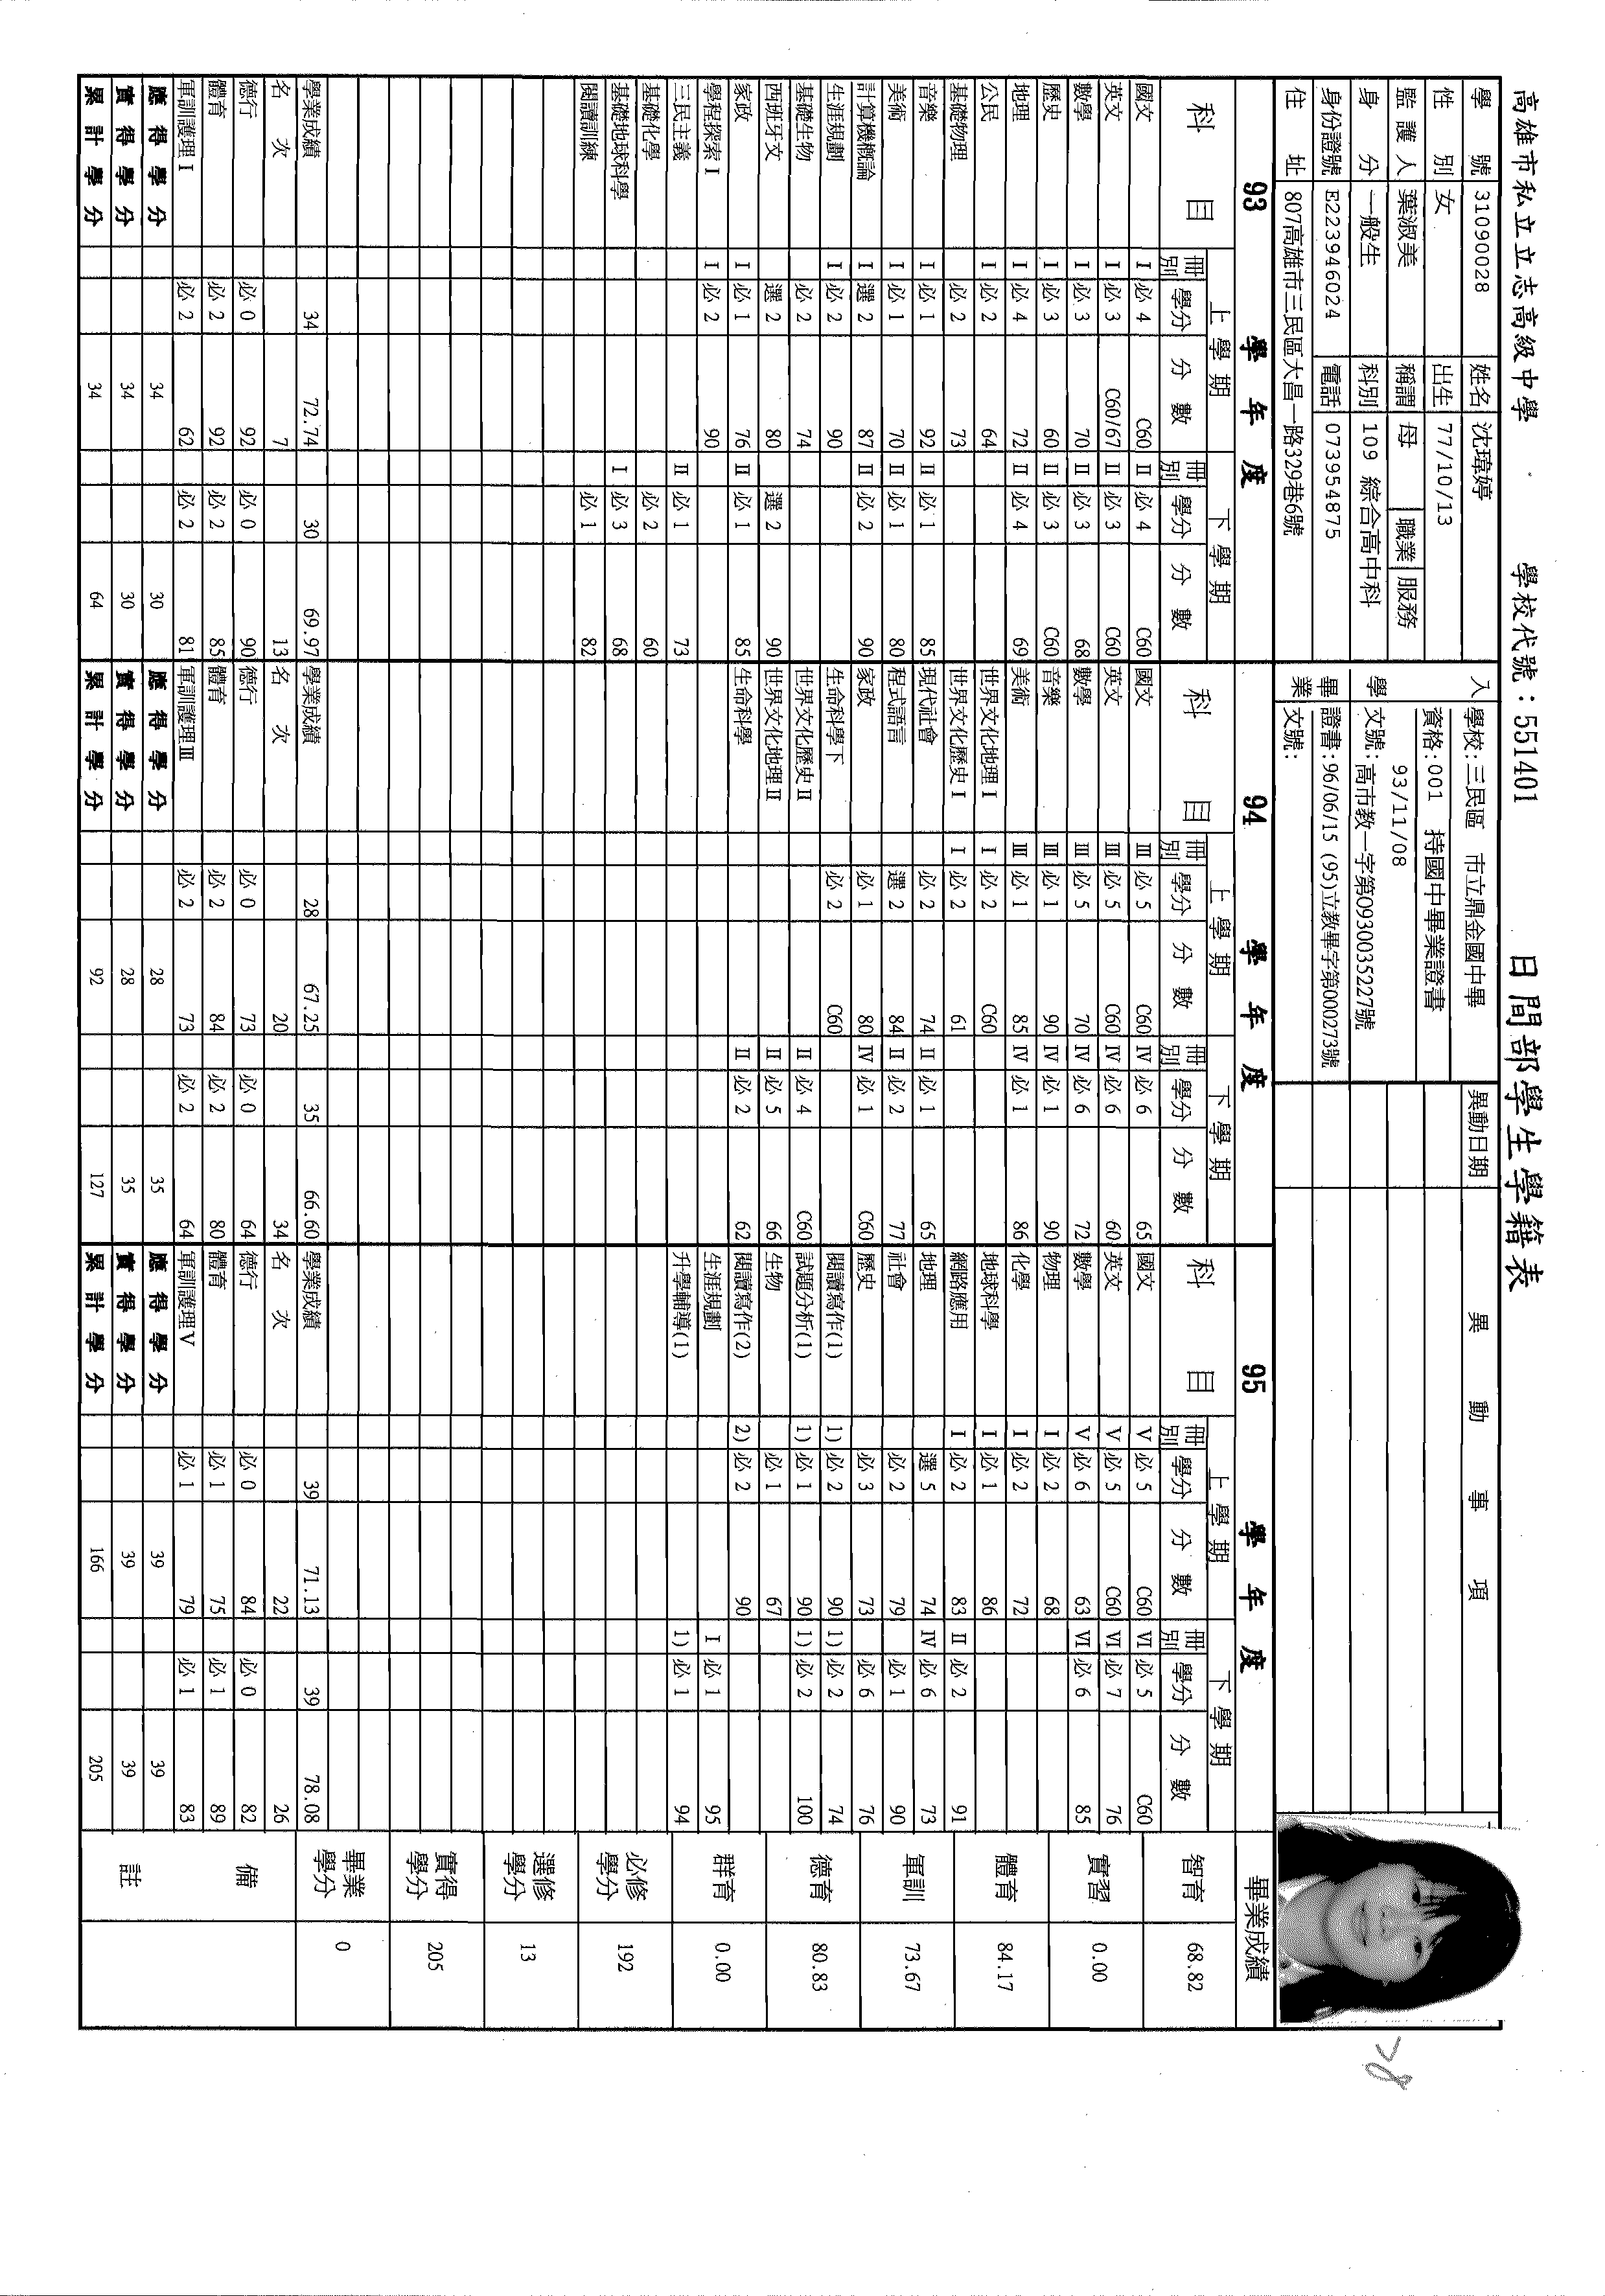 高雄市私立立志高級中學 學校代號：551401 日間部學生學籍表
學號 31090028 姓名 沈瑋婷 入學 學校：三民區 市立鼎金國中畢 異動日期 異動事項
性別 女 出生 77/10/13 資格：001 持國中畢業證書
監護人 葉淑美 稱謂 母 職業 服務 93/11/08
身分 一般生 科別 109 綜合高中科 文號：高市教一字第0930035227號
身份證號 E223946024 電話 073954875 畢業 證書：96/06/15 (95)立教畢字第000273號
住址 807高雄市三民區大昌一路329巷6號 文號：
93 學年度 94 學年度 95 學年度 畢業成績
科目 上學期 下學期 科目 上學期 下學期 科目 上學期 下學期
冊別 學分 分數 冊別 學分 分數 冊別 學分 分數 冊別 學分 分數 冊別 學分 分數 冊別 學分 分數 智育 68.82
國文 I 必 4 C60 II 必 4 C60 國文 III 必 5 C60 IV 必 6 65 國文 V 必 5 C60 VI 必 5 C60
英文 I 必 3 C60/67 II 必 3 C60 英文 III 必 5 C60 IV 必 6 60 英文 V 必 5 C60 VI 必 7 76 實習 0.00
數學 I 必 3 70 II 必 3 68 數學 III 必 5 70 IV 必 6 72 數學 V 必 6 63 VI 必 6 85
歷史 I 必 3 60 II 必 3 C60 音樂 III 必 1 90 IV 必 1 90 物理 I 必 2 68
地理 I 必 4 72 II 必 4 69 美術 III 必 1 85 IV 必 1 86 化學 I 必 2 72 體育 84.17
公民 I 必 2 64 世界文化地理 I I 必 2 C60 地球科學 I 必 1 86
基礎物理 必 2 73 世界文化歷史 I I 必 2 61 網路應用 I 必 2 83 II 必 2 91
音樂 I 必 1 92 II 必 1 85 現代社會 必 2 74 II 必 1 65 地理 選 5 74 IV 必 6 73 軍訓 73.67
美術 I 必 1 70 II 必 1 80 程式語言 選 2 84 II 必 2 77 社會 必 2 79 必 1 90
計算機概論 I 選 2 87 II 必 2 90 家政 必 1 80 IV 必 1 C60 歷史 必 3 73 必 6 76
生涯規劃 I 必 2 90 生命科學下 必 2 C60 閱讀寫作(1) 1) 必 2 90 1) 必 2 74 德育 80.83
基礎生物 必 2 74 世界文化歷史 II II 必 4 C60 試題分析(1) 1) 必 1 90 1) 必 2 100
西班牙文 選 2 80 選 2 90 世界文化地理 II II 必 5 66 生物 必 1 67
家政 I 必 1 76 II 必 1 85 生命科學 II 必 2 62 閱讀寫作(2) 2) 必 2 90 群育 0.00
學程探索 I I 必 2 90 生涯規劃 I 必 1 95
三民主義 II 必 1 73 升學輔導(1) 1) 必 1 94
基礎化學 必 2 60 必修學分 192
基礎地球科學 I 必 3 68
閱讀訓練 必 1 82
選修學分 13
實得學分 205
學業成績 34 72.74 30 69.97 學業成績 28 67.25 35 66.60 學業成績 39 71.13 39 78.08 畢業學分 0
名次 7 13 名次 20 34 名次 22 26
德行 必 0 92 必 0 90 德行 必 0 73 必 0 64 德行 必 0 84 必 0 82 備註
體育 必 2 92 必 2 85 體育 必 2 84 必 2 80 體育 必 1 75 必 1 89
軍訓護理 I 必 2 62 必 2 81 軍訓護理 III 必 2 73 必 2 64 軍訓護理 V 必 1 79 必 1 83
應得學分 34 30 應得學分 28 35 應得學分 39 39
實得學分 34 30 實得學分 28 35 實得學分 39 39
累計學分 34 64 累計學分 92 127 累計學分 166 205